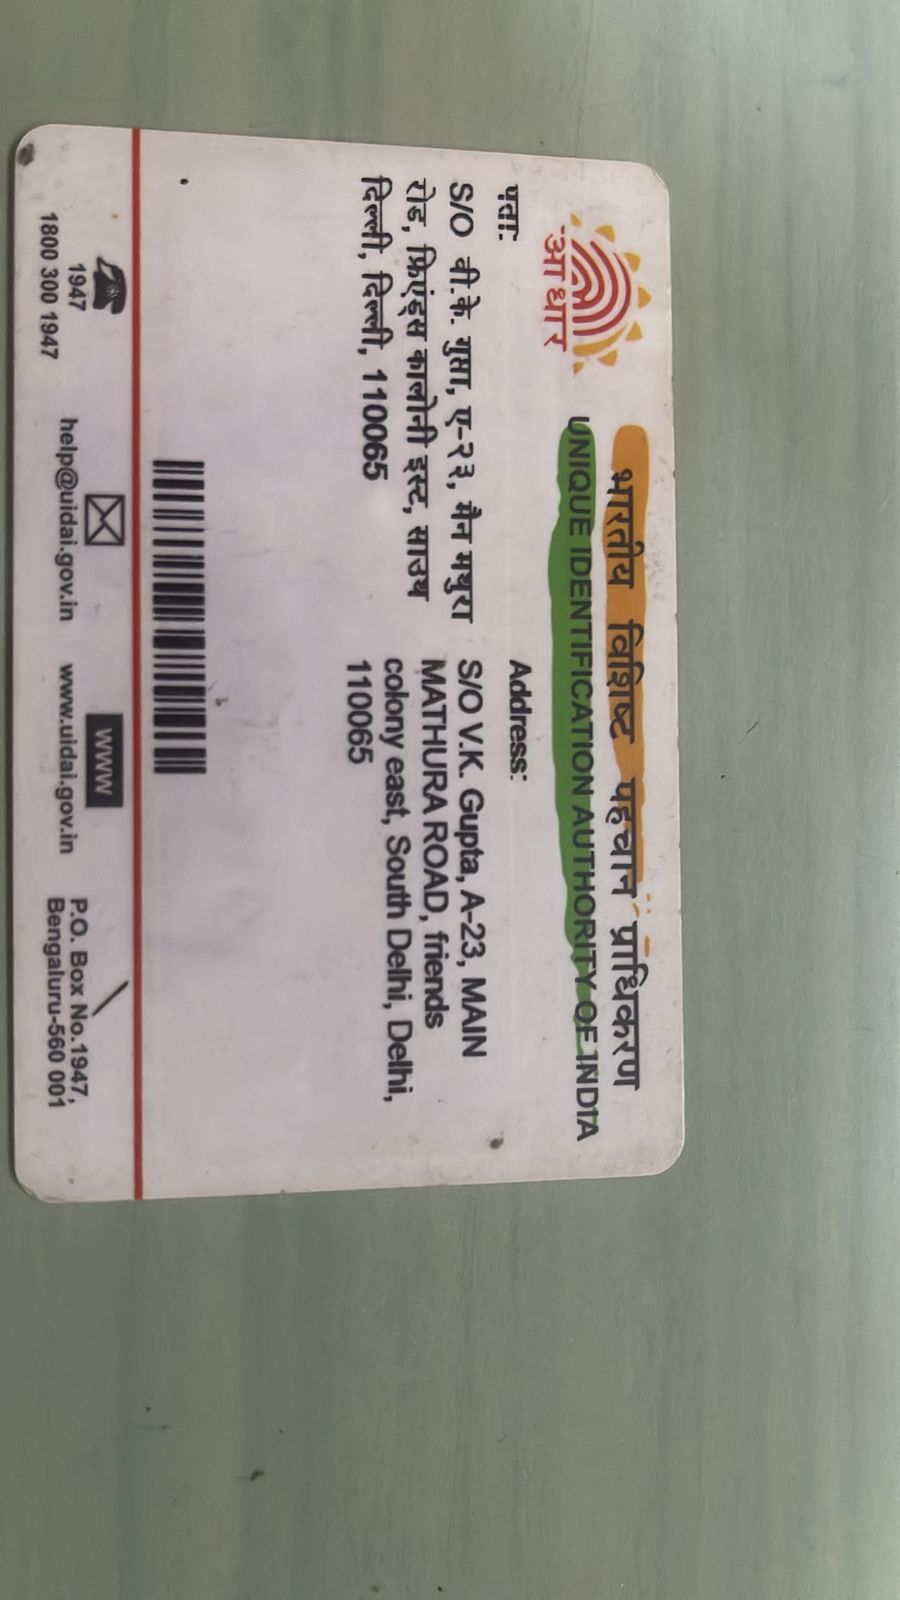 आधार
भारतीय विशिष्ट पहचान प्राधिकरण
UNIQUE IDENTIFICATION AUTHORITY OF INDIA
पता:
S/O वी.के. गुप्ता, ए-२३, मैन मथुरा
रोड, फ्रिएंड्स कालोनी इस्ट, साउथ
दिल्ली, दिल्ली, 110065
Address:
S/O V.K. Gupta, A-23, MAIN
MATHURA ROAD, friends
colony east, South Delhi, Delhi,
110065
1947
1800 300 1947
help@uidai.gov.in
WWW
www.uidai.gov.in
P.O. Box No.1947,
Bengaluru-560 001